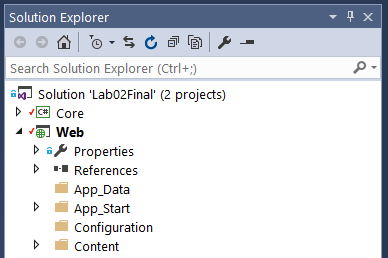 Solution Explorer
Search Solution Explorer (Ctrl+;)
Solution 'Lab02Final' (2 projects)
C# Core
Web
Properties
References
App_Data
App_Start
Configuration
Content